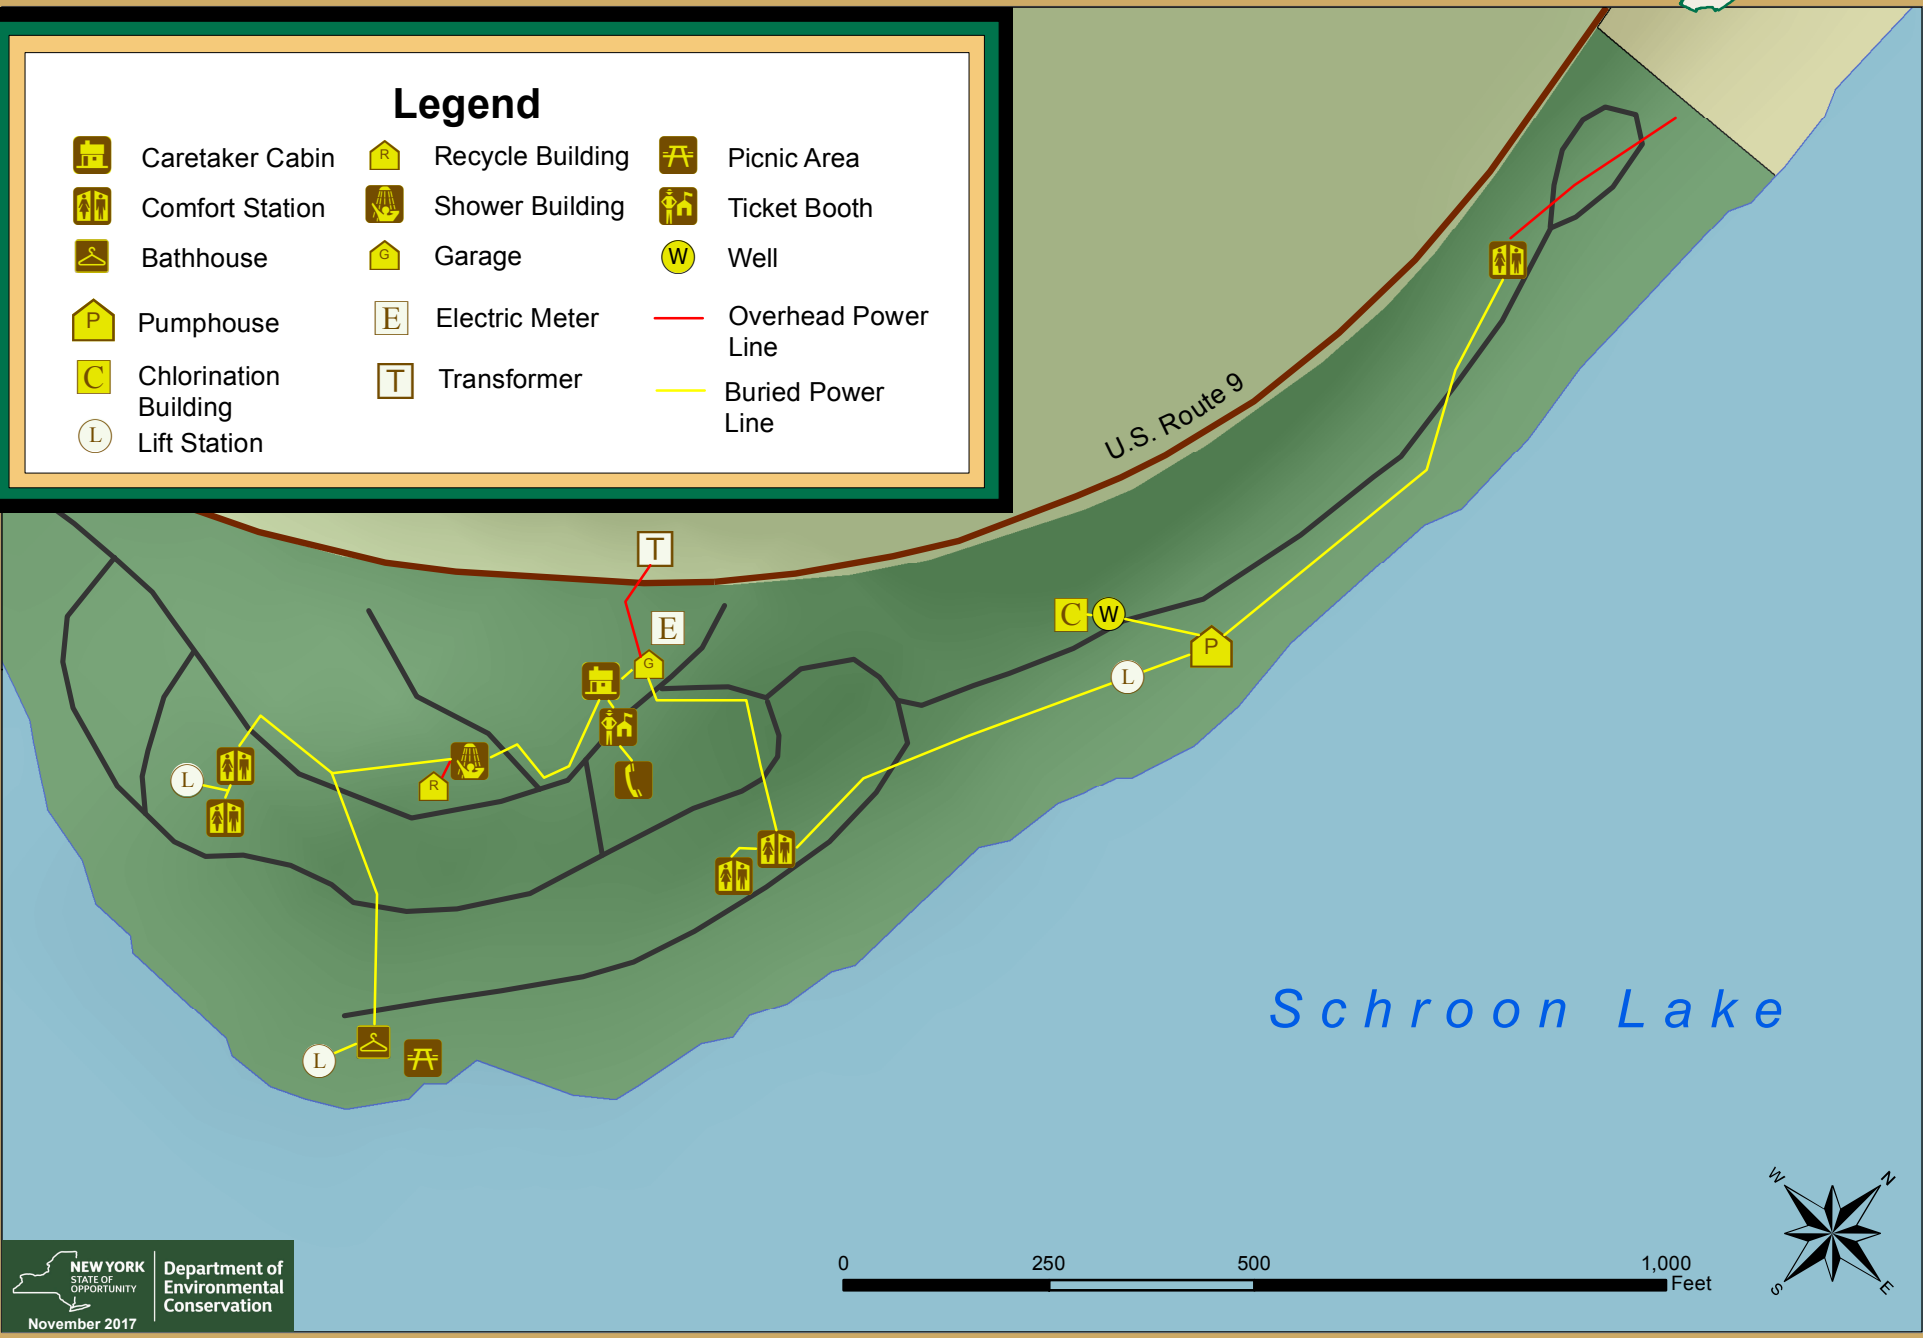 Legend
Caretaker Cabin
Comfort Station
Bathhouse
P
Pumphouse
C
Chlorination
Building
L
Lift Station
R
Recycle Building
Shower Building
G
Garage
E
Electric Meter
T
Transformer
Picnic Area
Ticket Booth
W
Well
Overhead Power
Line
Buried Power
Line
U.S. Route 9
T
E
G
C
W
P
L
L
R
L
Schroon Lake
W
N
S
E
0
250
500
1,000
Feet
NEW YORK
STATE OF
OPPORTUNITY
Department of
Environmental
Conservation
November 2017